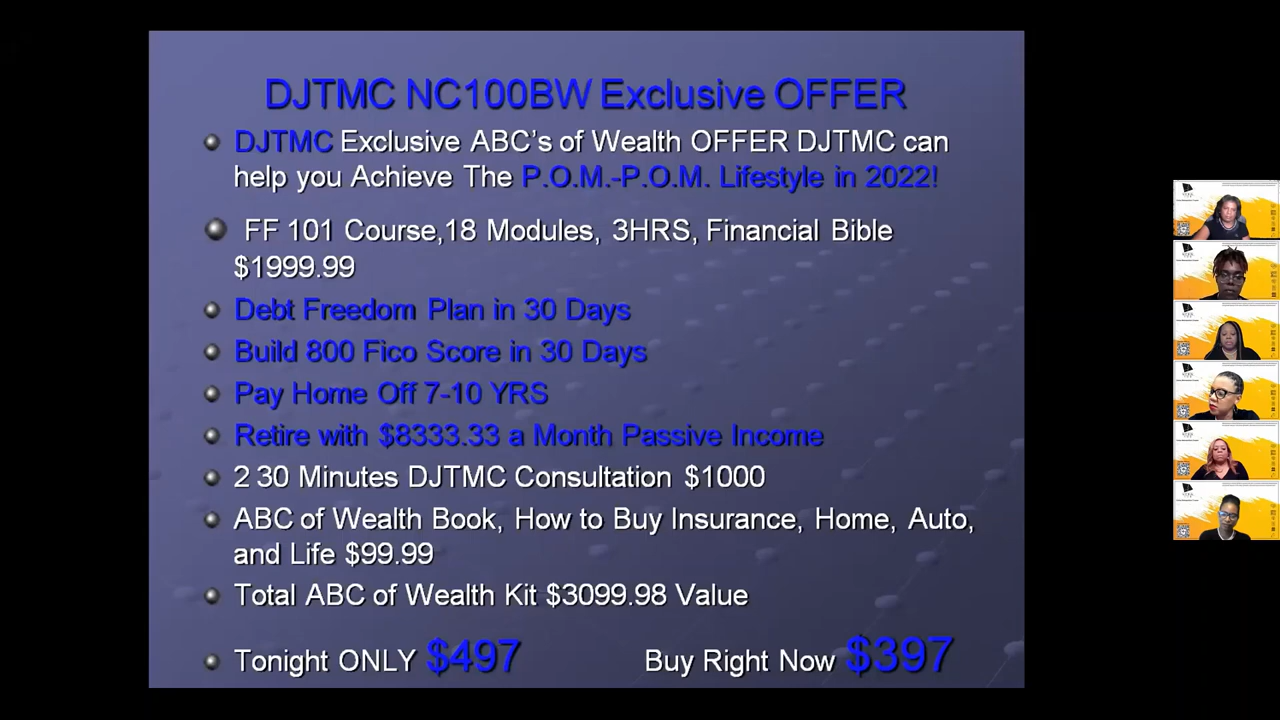 DJTMC NC100BW Exclusive OFFER
DJTMC Exclusive ABC's of Wealth OFFER DJTMC can
help you Achieve The P.O.M.-P.O.M. Lifestyle in 2022!
FF 101 Course,18 Modules, 3HRS, Financial Bible
$1999.99
Debt Freedom Plan in 30 Days
Build 800 Fico Score in 30 Days
Pay Home Off 7-10 YRS
Retire with $8333.33 a Month Passive Income
2 30 Minutes DJTMC Consultation $1000
ABC of Wealth Book, How to Buy Insurance, Home, Auto,
and Life $99.99
Total ABC of Wealth Kit $3099.98 Value
Tonight ONLY $497 Buy Right Now $397